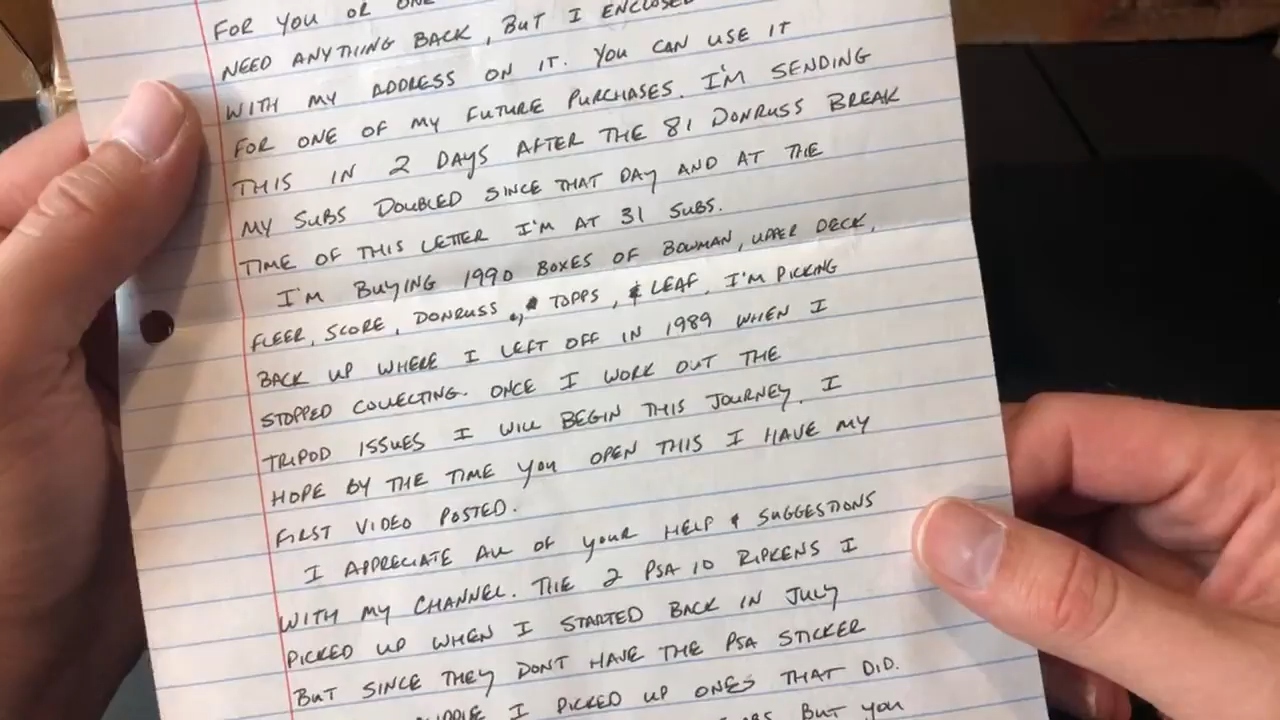 FOR YOU OR ONE
NEED ANYTHING BACK, BUT I ENCLOSED
WITH MY ADDRESS ON IT. YOU CAN USE IT
FOR ONE OF MY FUTURE PURCHASES. I'M SENDING
THIS IN 2 DAYS AFTER THE 81 DONRUSS BREAK
MY SUBS DOUBLED SINCE THAT DAY AND AT THE
TIME OF THIS LETTER I'M AT 31 SUBS.
I'M BUYING 1990 BOXES OF BOWMAN, UPPER DECK,
FLEER, SCORE, DONRUSS, TOPPS, & LEAF. I'M PICKING
BACK UP WHERE I LEFT OFF IN 1989 WHEN I
STOPPED COLLECTING. ONCE I WORK OUT THE
TRIPOD ISSUES I WILL BEGIN THIS JOURNEY. I
HOPE BY THE TIME YOU OPEN THIS I HAVE MY
FIRST VIDEO POSTED.
I APPRECIATE ALL OF YOUR HELP & SUGGESTIONS
WITH MY CHANNEL. THE 2 PSA 10 RIPKENS I
PICKED UP WHEN I STARTED BACK IN JULY
BUT SINCE THEY DONT HAVE THE PSA STICKER
I PICKED UP ONES THAT DID.
BUT YOU